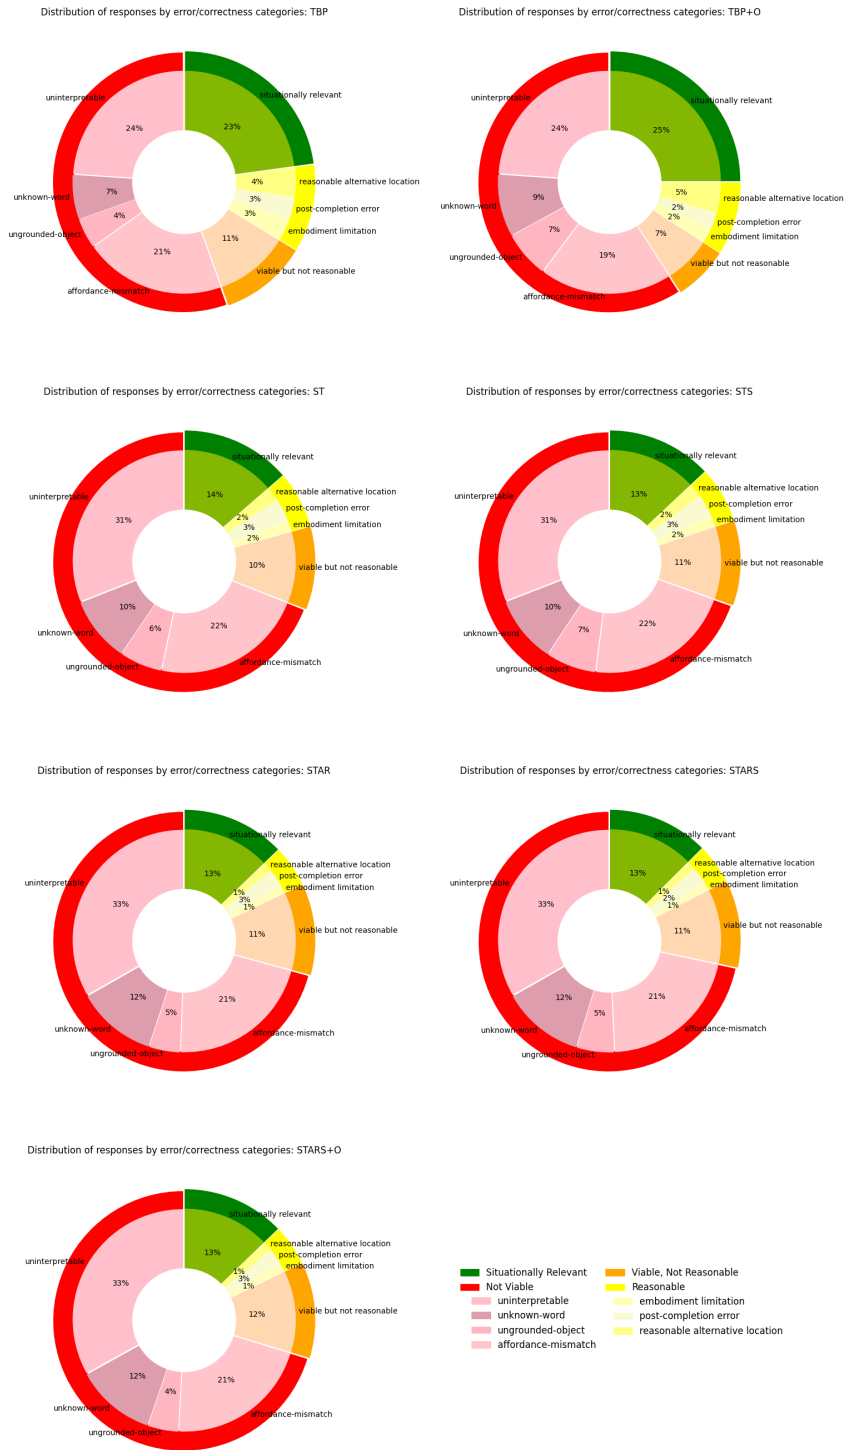 Distribution of responses by error/correctness categories: TBP
situationally relevant
23%
reasonable alternative location
4%
post-completion error
3%
embodiment limitation
3%
viable but not reasonable
11%
affordance-mismatch
21%
ungrounded-object
4%
unknown-word
7%
uninterpretable
24%
Distribution of responses by error/correctness categories: TBP+O
situationally relevant
25%
reasonable alternative location
5%
post-completion error
2%
embodiment limitation
2%
viable but not reasonable
7%
affordance-mismatch
19%
ungrounded-object
7%
unknown-word
9%
uninterpretable
24%
Distribution of responses by error/correctness categories: ST
situationally relevant
14%
reasonable alternative location
2%
post-completion error
3%
embodiment limitation
2%
viable but not reasonable
10%
affordance-mismatch
22%
ungrounded-object
6%
unknown-word
10%
uninterpretable
31%
Distribution of responses by error/correctness categories: STS
situationally relevant
13%
reasonable alternative location
2%
post-completion error
3%
embodiment limitation
2%
viable but not reasonable
11%
affordance-mismatch
22%
ungrounded-object
7%
unknown-word
10%
uninterpretable
31%
Distribution of responses by error/correctness categories: STAR
situationally relevant
13%
reasonable alternative location
1%
post-completion error
3%
embodiment limitation
1%
viable but not reasonable
11%
affordance-mismatch
21%
ungrounded-object
5%
unknown-word
12%
uninterpretable
33%
Distribution of responses by error/correctness categories: STARS
situationally relevant
13%
reasonable alternative location
1%
post-completion error
2%
embodiment limitation
1%
viable but not reasonable
11%
affordance-mismatch
21%
ungrounded-object
5%
unknown-word
12%
uninterpretable
33%
Distribution of responses by error/correctness categories: STARS+O
situationally relevant
13%
reasonable alternative location
1%
post-completion error
3%
embodiment limitation
1%
viable but not reasonable
12%
affordance-mismatch
21%
ungrounded-object
4%
unknown-word
12%
uninterpretable
33%
Situationally Relevant
Not Viable
uninterpretable
unknown-word
ungrounded-object
affordance-mismatch
Viable, Not Reasonable
Reasonable
embodiment limitation
post-completion error
reasonable alternative location